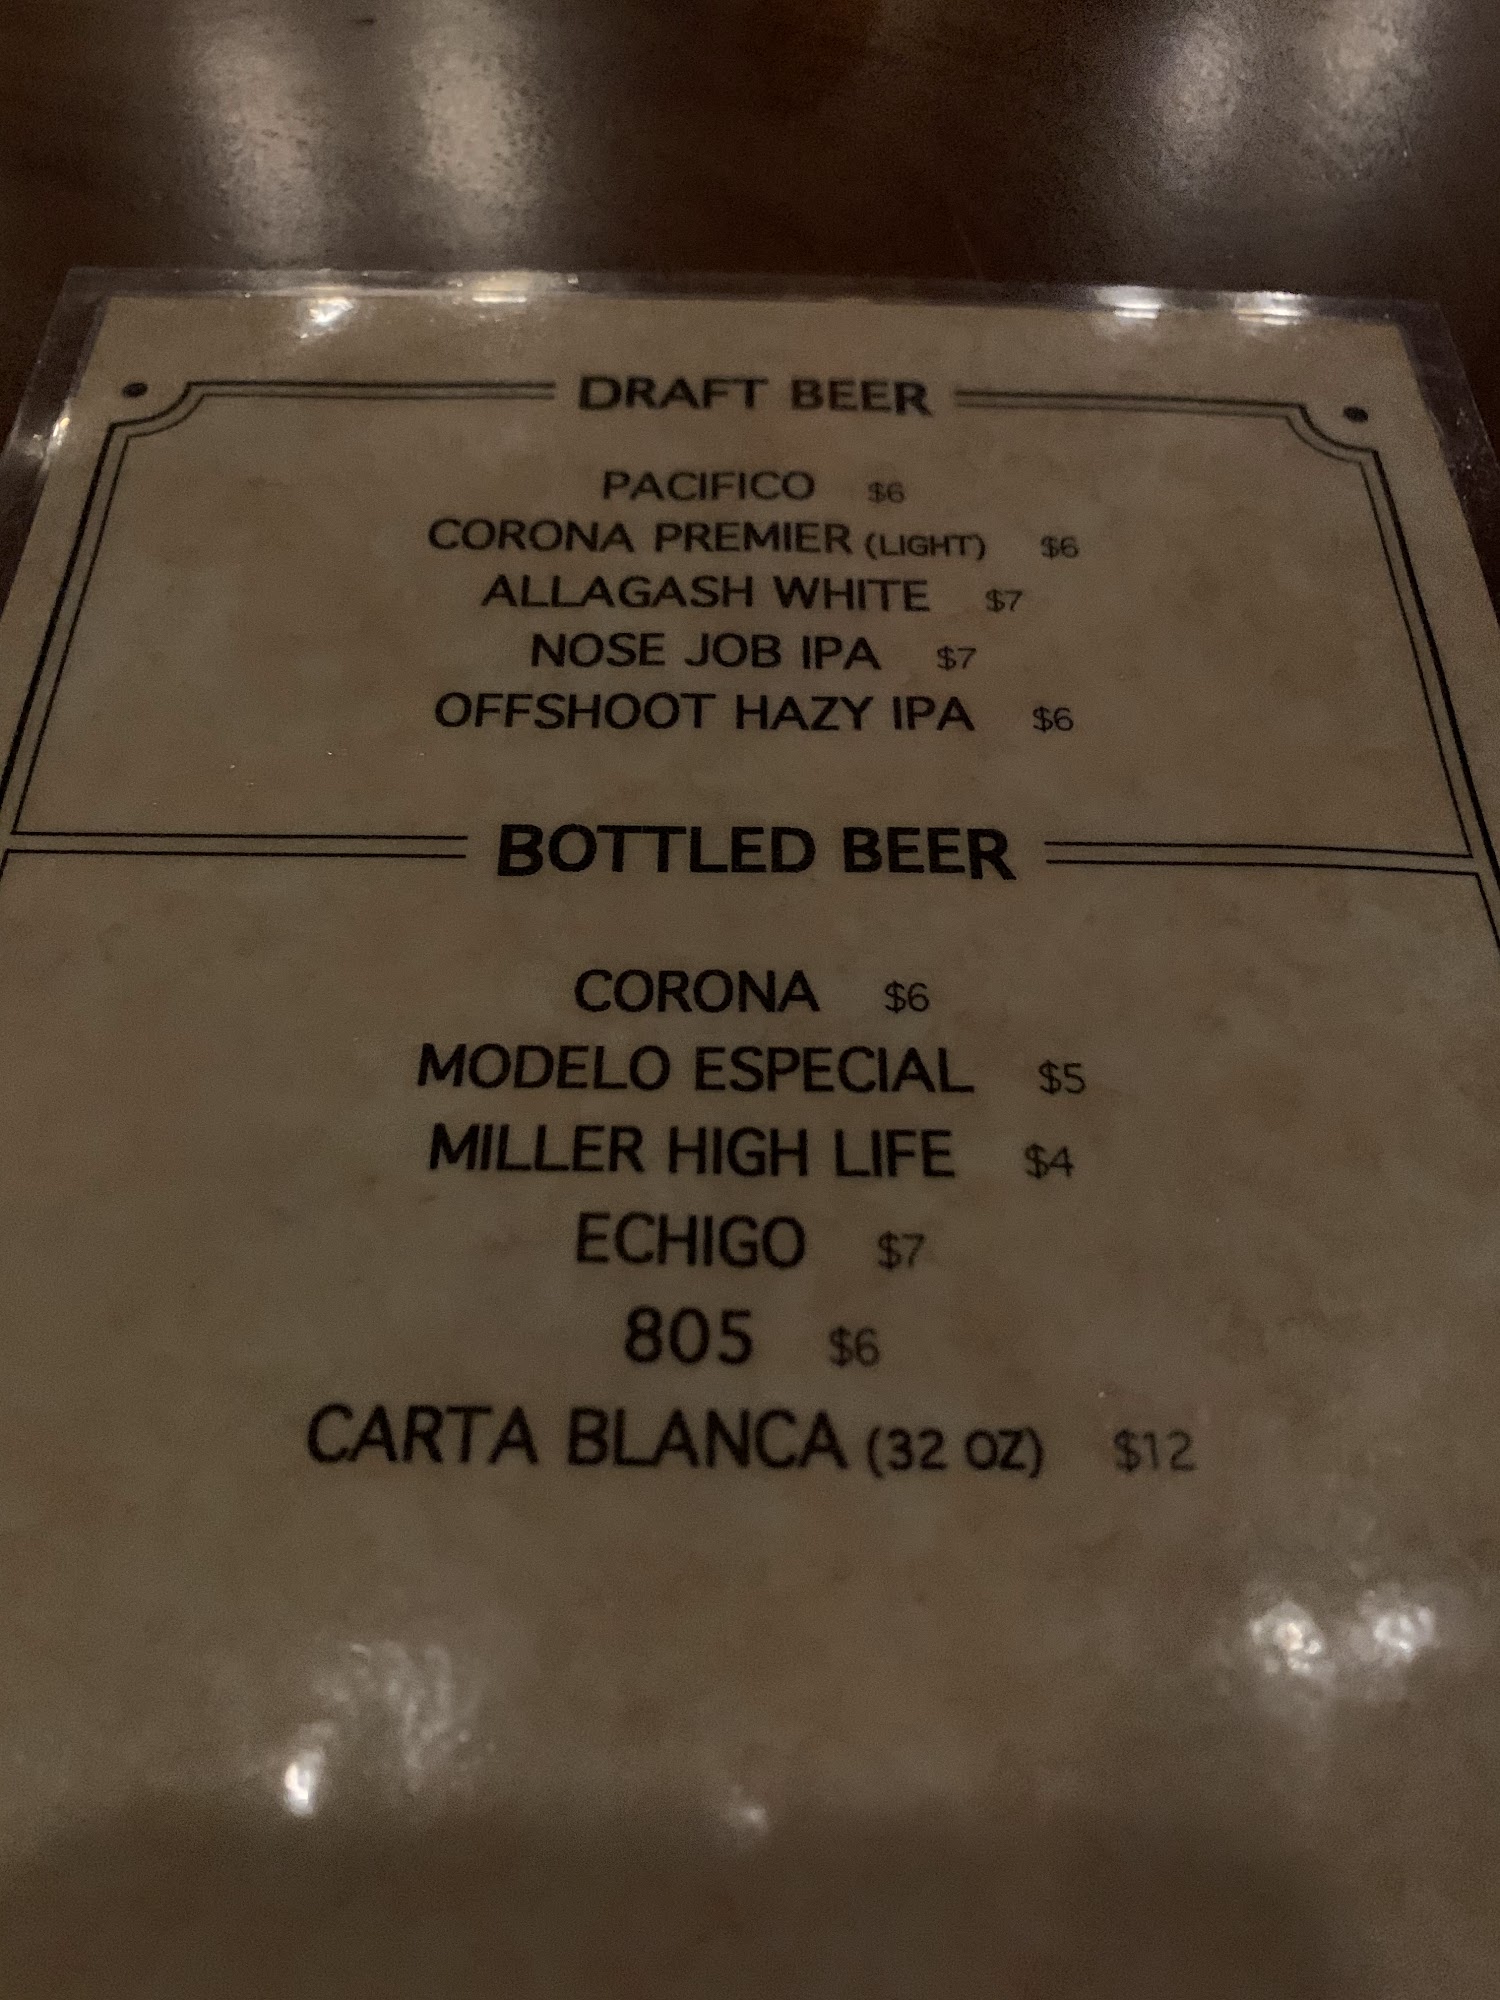 DRAFT BEER
PACIFICO $6
CORONA PREMIER (LIGHT) $6
ALLAGASH WHITE $7
NOSE JOB IPA $7
OFFSHOOT HAZY IPA $6
BOTTLED BEER
CORONA $6
MODELO ESPECIAL $5
MILLER HIGH LIFE $4
ECHIGO $7
805 $6
CARTA BLANCA (32 OZ) $12